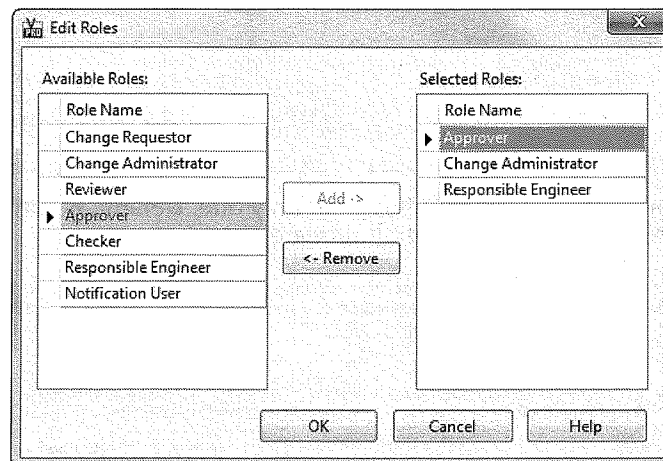 V
PRO
Edit Roles
X
Available Roles:
Role Name
Change Requestor
Change Administrator
Reviewer
Approver
Checker
Responsible Engineer
Notification User
Add ->
<- Remove
Selected Roles:
Role Name
Approver
Change Administrator
Responsible Engineer
OK
Cancel
Help